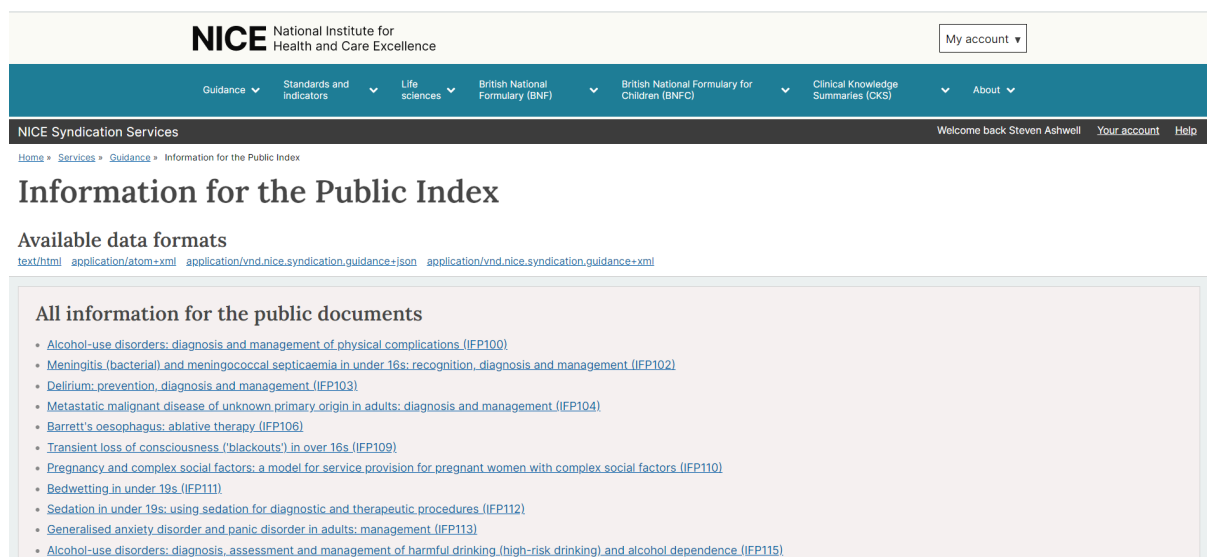 NICE National Institute for
Health and Care Excellence
My account ▾
Guidance
Standards and
indicators
Life
sciences
British National
Formulary (BNF)
British National Formulary for
Children (BNFC)
Clinical Knowledge
Summaries (CKS)
About
NICE Syndication Services
Welcome back Steven Ashwell Your account Help
Home » Services » Guidance » Information for the Public Index
Information for the Public Index
Available data formats
text/html application/atom+xml application/vnd.nice.syndication.guidance+json application/vnd.nice.syndication.guidance+xml
All information for the public documents
• Alcohol-use disorders: diagnosis and management of physical complications (IFP100)
• Meningitis (bacterial) and meningococcal septicaemia in under 16s: recognition, diagnosis and management (IFP102)
• Delirium: prevention, diagnosis and management (IFP103)
• Metastatic malignant disease of unknown primary origin in adults: diagnosis and management (IFP104)
• Barrett's oesophagus: ablative therapy (IFP106)
• Transient loss of consciousness ('blackouts') in over 16s (IFP109)
• Pregnancy and complex social factors: a model for service provision for pregnant women with complex social factors (IFP110)
• Bedwetting in under 19s (IFP111)
• Sedation in under 19s: using sedation for diagnostic and therapeutic procedures (IFP112)
• Generalised anxiety disorder and panic disorder in adults: management (IFP113)
• Alcohol-use disorders: diagnosis, assessment and management of harmful drinking (high-risk drinking) and alcohol dependence (IFP115)